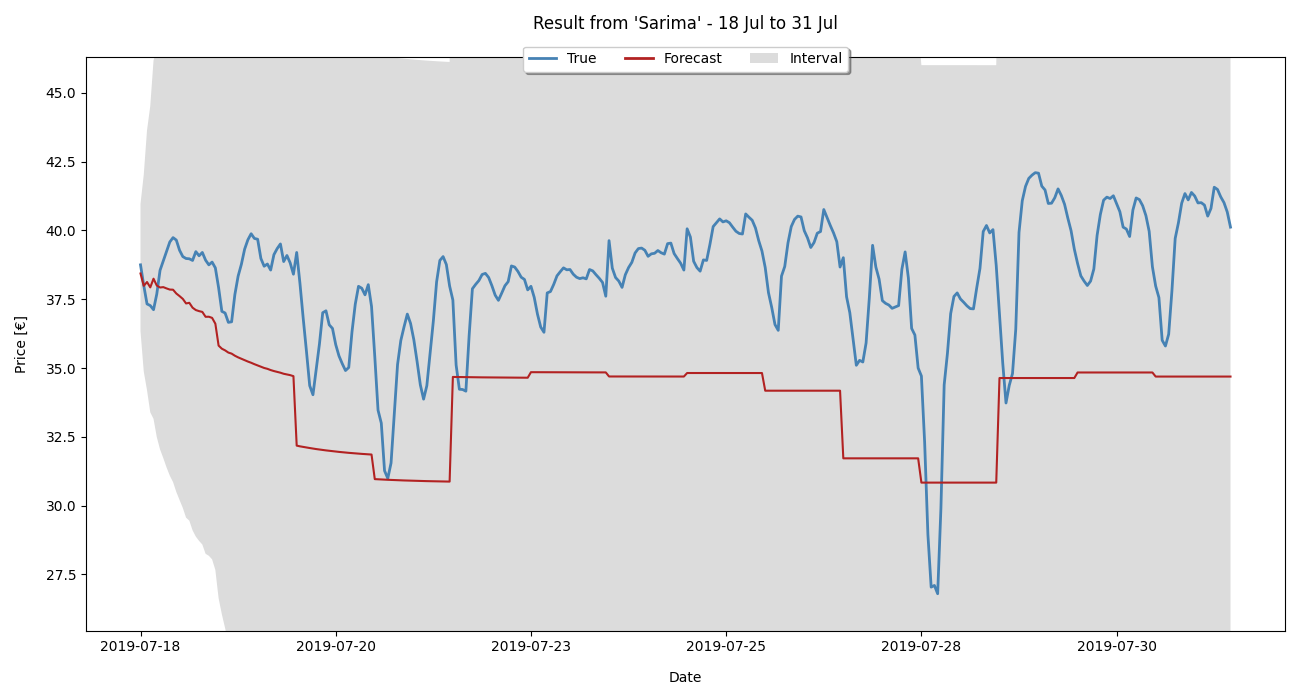 Result from 'Sarima' - 18 Jul to 31 Jul
True Forecast Interval
45.0
42.5
40.0
37.5
35.0
32.5
30.0
27.5
Price [€]
2019-07-18 2019-07-20 2019-07-23 2019-07-25 2019-07-28 2019-07-30
Date